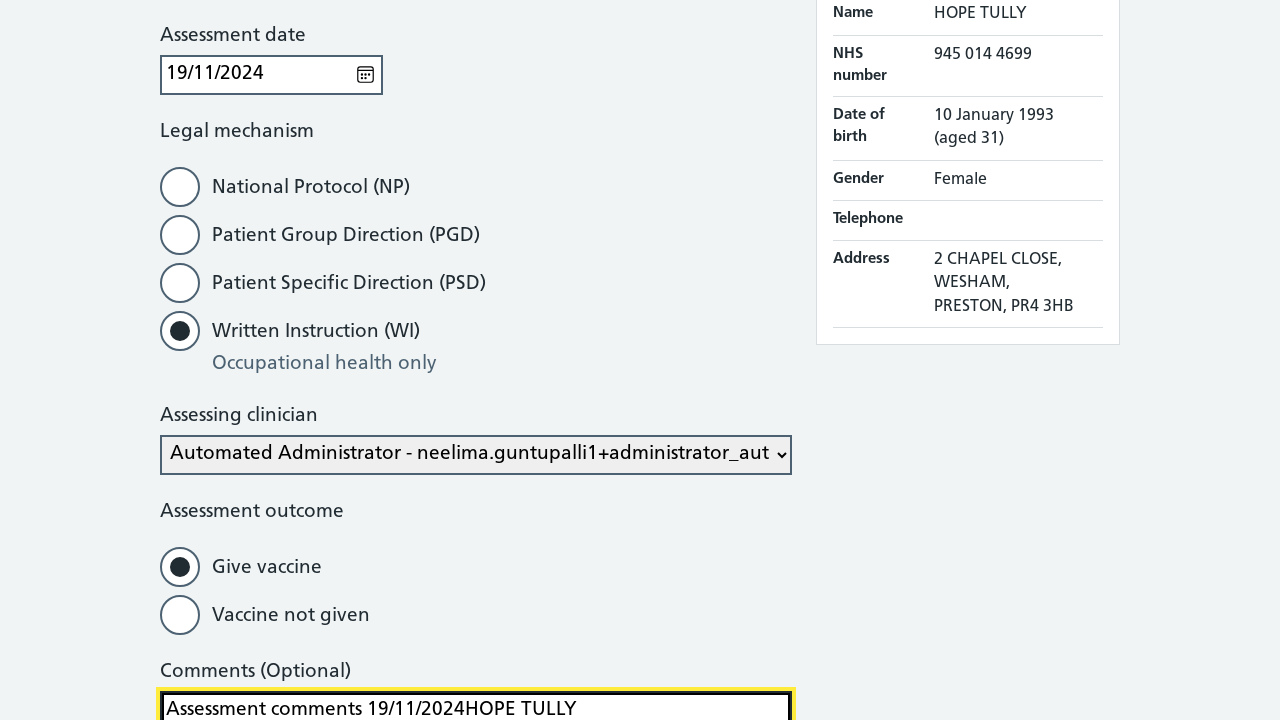 Assessment date
19/11/2024
Legal mechanism
National Protocol (NP)
Patient Group Direction (PGD)
Patient Specific Direction (PSD)
Written Instruction (WI)
Occupational health only
Assessing clinician
Automated Administrator - neelima.guntupalli1+administrator_aut
Assessment outcome
Give vaccine
Vaccine not given
Comments (Optional)
Assessment comments 19/11/2024HOPE TULLY
Name HOPE TULLY
NHS number 945 014 4699
Date of birth 10 January 1993
(aged 31)
Gender Female
Telephone
Address 2 CHAPEL CLOSE,
WESHAM,
PRESTON, PR4 3HB